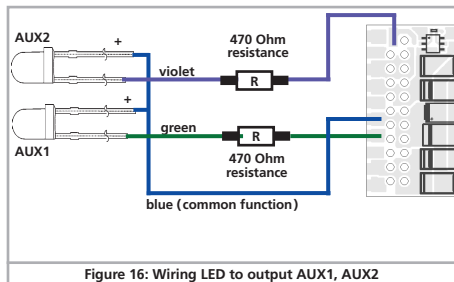 AUX2
+
470 Ohm
resistance
violet
R
+
green
R
AUX1
470 Ohm
resistance
blue (common function)
Figure 16: Wiring LED to output AUX1, AUX2